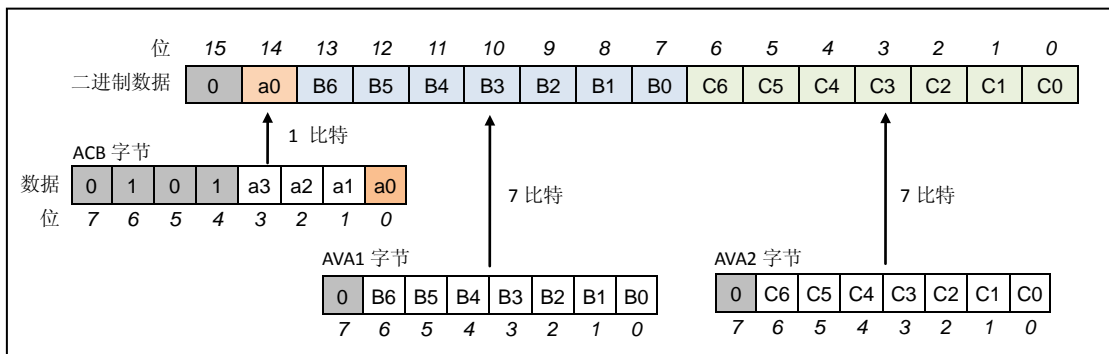 位 15 14 13 12 11 10 9 8 7 6 5 4 3 2 1 0
二进制数据 0 a0 B6 B5 B4 B3 B2 B1 B0 C6 C5 C4 C3 C2 C1 C0
1 比特
ACB 字节
数据 0 1 0 1 a3 a2 a1 a0
位 7 6 5 4 3 2 1 0
7 比特
7 比特
AVA1 字节
0 B6 B5 B4 B3 B2 B1 B0
7 6 5 4 3 2 1 0
AVA2 字节
0 C6 C5 C4 C3 C2 C1 C0
7 6 5 4 3 2 1 0